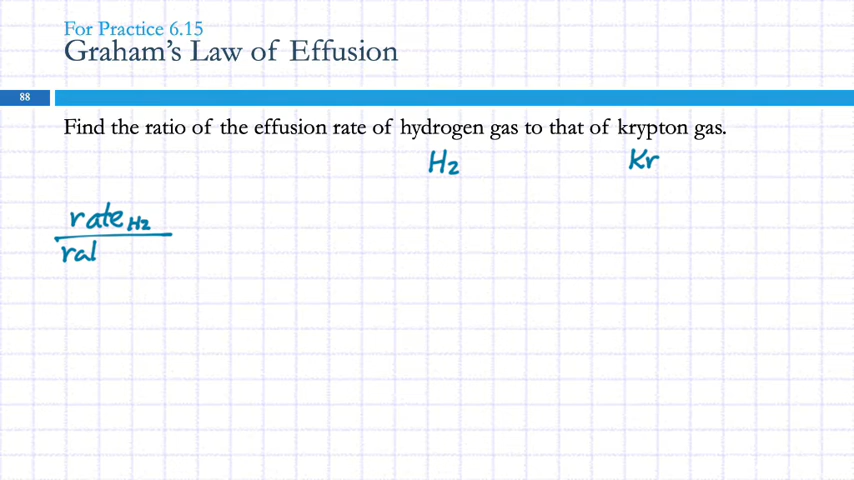 For Practice 6.15
Graham's Law of Effusion
88
Find the ratio of the effusion rate of hydrogen gas to that of krypton gas.
H2 Kr
rate H2
ral